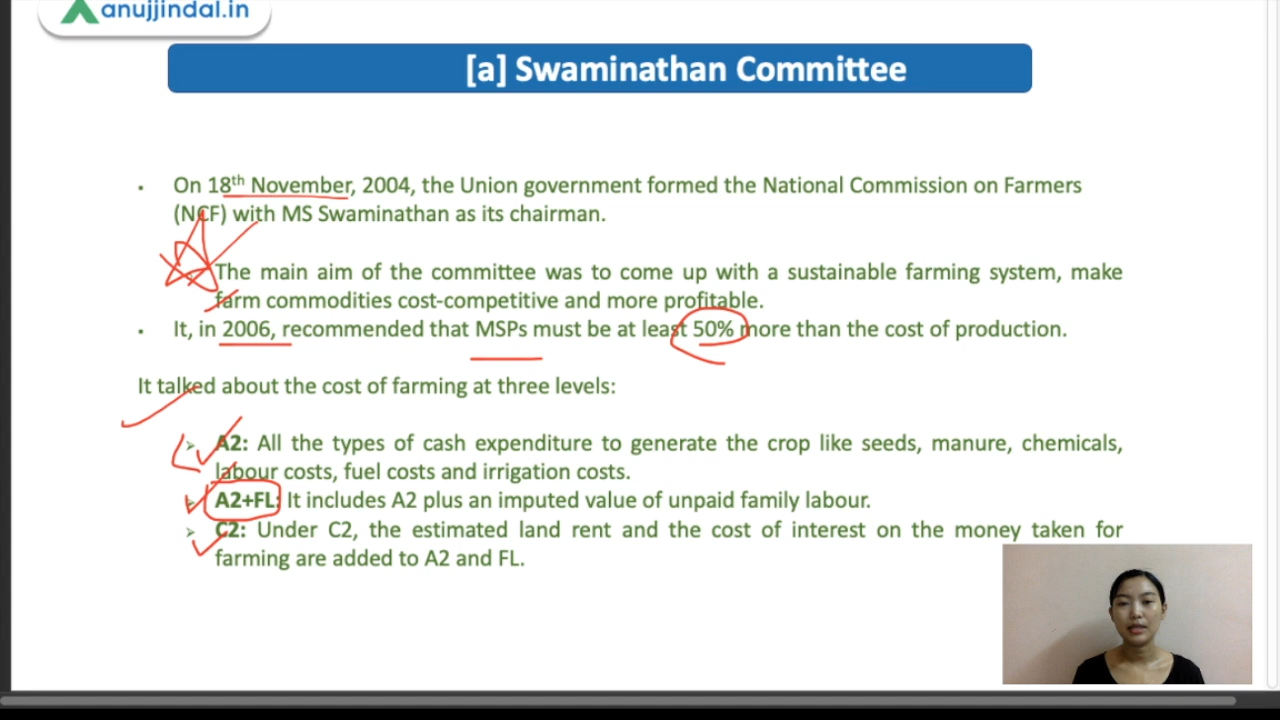 anujjindal.in
[a] Swaminathan Committee
▪ On 18th November, 2004, the Union government formed the National Commission on Farmers
(NCF) with MS Swaminathan as its chairman.
The main aim of the committee was to come up with a sustainable farming system, make
farm commodities cost-competitive and more profitable.
▪ It, in 2006, recommended that MSPs must be at least 50% more than the cost of production.
It talked about the cost of farming at three levels:
➢ A2: All the types of cash expenditure to generate the crop like seeds, manure, chemicals,
labour costs, fuel costs and irrigation costs.
➢ A2+FL: It includes A2 plus an imputed value of unpaid family labour.
➢ C2: Under C2, the estimated land rent and the cost of interest on the money taken for
farming are added to A2 and FL.